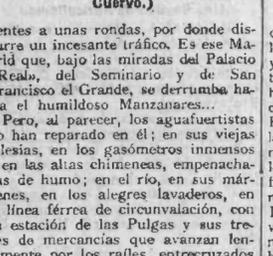 Cuervo.)
entes a unas rondas, por donde dis-
urre un incesante tráfico. Es ese Ma-
rid que, bajo las miradas del Palacio
Real», del Seminario y de San
rancisco el Grande, se derrumba ha-
a el humildoso Manzanares...
Pero, al parecer, los aguafuertistas
o han reparado en él; en sus viejas
lesias, en los gasómetros inmensos
en las altas chimeneas, empenacha-
as de humo; en el río, en sus már-
enes, en los alegres lavaderos, en
línea férrea de circunvalación, con
estación de las Pulgas y sus tre-
es de mercancías que avanzan len-
mente por los raíles, entrecruzados